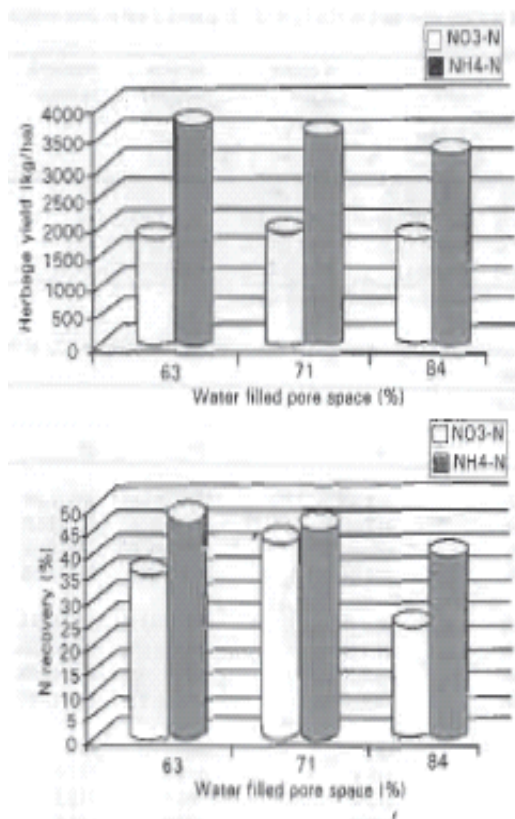 NO3-N
NH4-N
Herbage yield (kg/ha)
4000
3500
3000
2500
2000
1500
1000
500
0
63 71 84
Water filled pore space (%)
NO3-N
NH4-N
N recovery (%)
50
45
40
35
30
25
20
15
10
5
0
63 71 84
Water filled pore space (%)